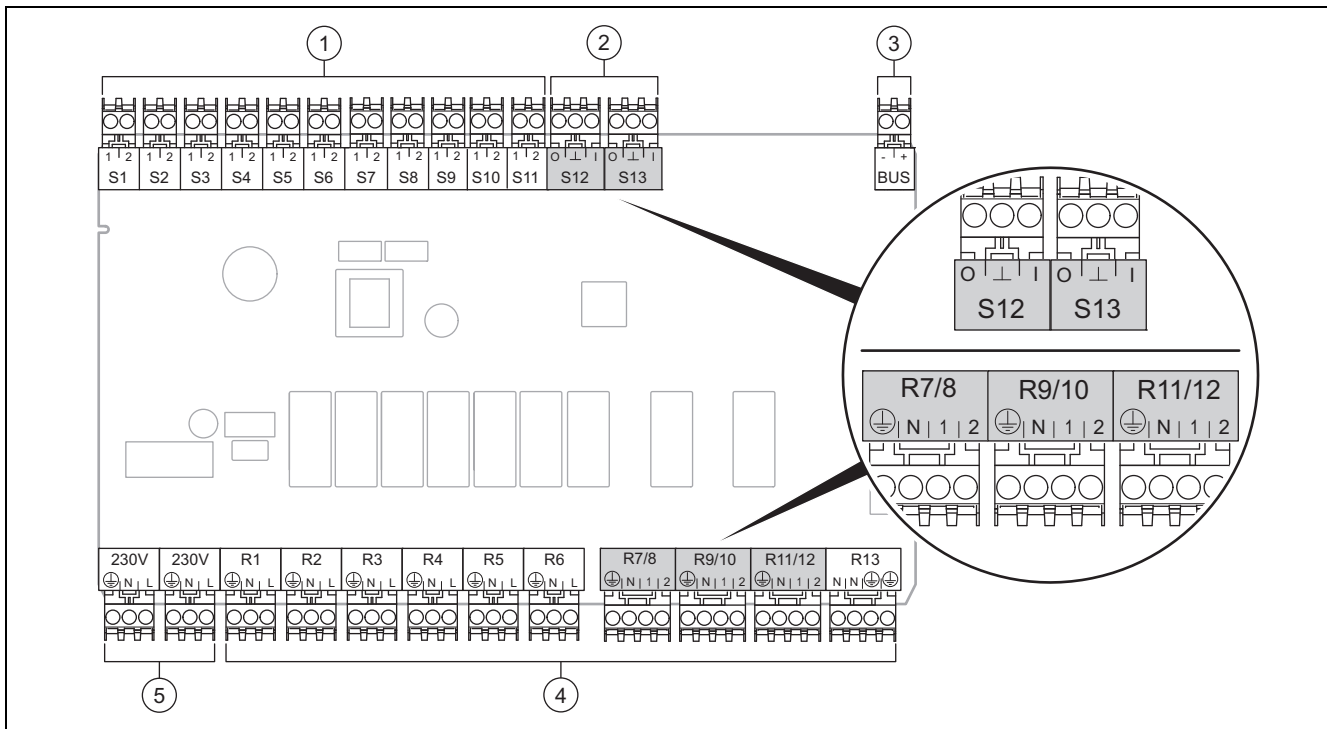 1 2 3
1 2 1 2 1 2 1 2 1 2 1 2 1 2 1 2 1 2 1 2 1 2 O ⊥ I O ⊥ I - +
S1 S2 S3 S4 S5 S6 S7 S8 S9 S10 S11 S12 S13 BUS
O ⊥ I O ⊥ I
S12 S13
R7/8 R9/10 R11/12
N 1 2 N 1 2 N 1 2
230V 230V R1 R2 R3 R4 R5 R6 R7/8 R9/10 R11/12 R13
N L N L N L N L N L N L N L N L N 1 2 N 1 2 N 1 2 N N
5 4